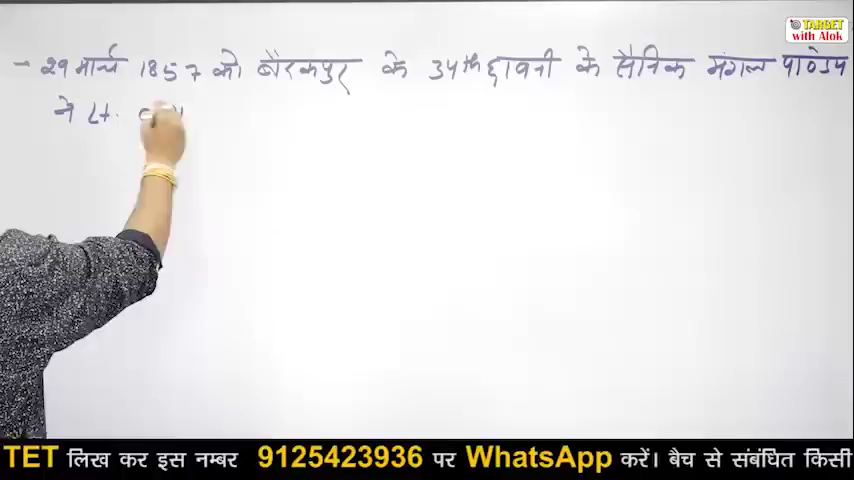 TARGET
with Alok
- 29 मार्च 1857 को बैरकपुर के 34th छावनी के सैनिक मंगल पाण्डेय
ने Lt.
TET लिख कर इस नम्बर 9125423936 पर WhatsApp करें। बैच से संबंधित किसी